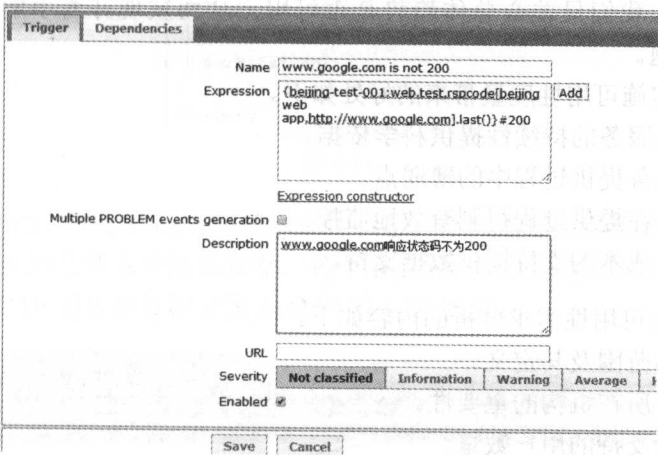 Trigger Dependencies
Name www.google.com is not 200
Expression {beijing-test-001:web.test.rspcode[beijing Add
web
app,http://www.google.com].last()}#200
Expression constructor
Multiple PROBLEM events generation
Description www.google.com响应状态码不为200
URL
Severity Not classified Information Warning Average
Enabled
Save Cancel